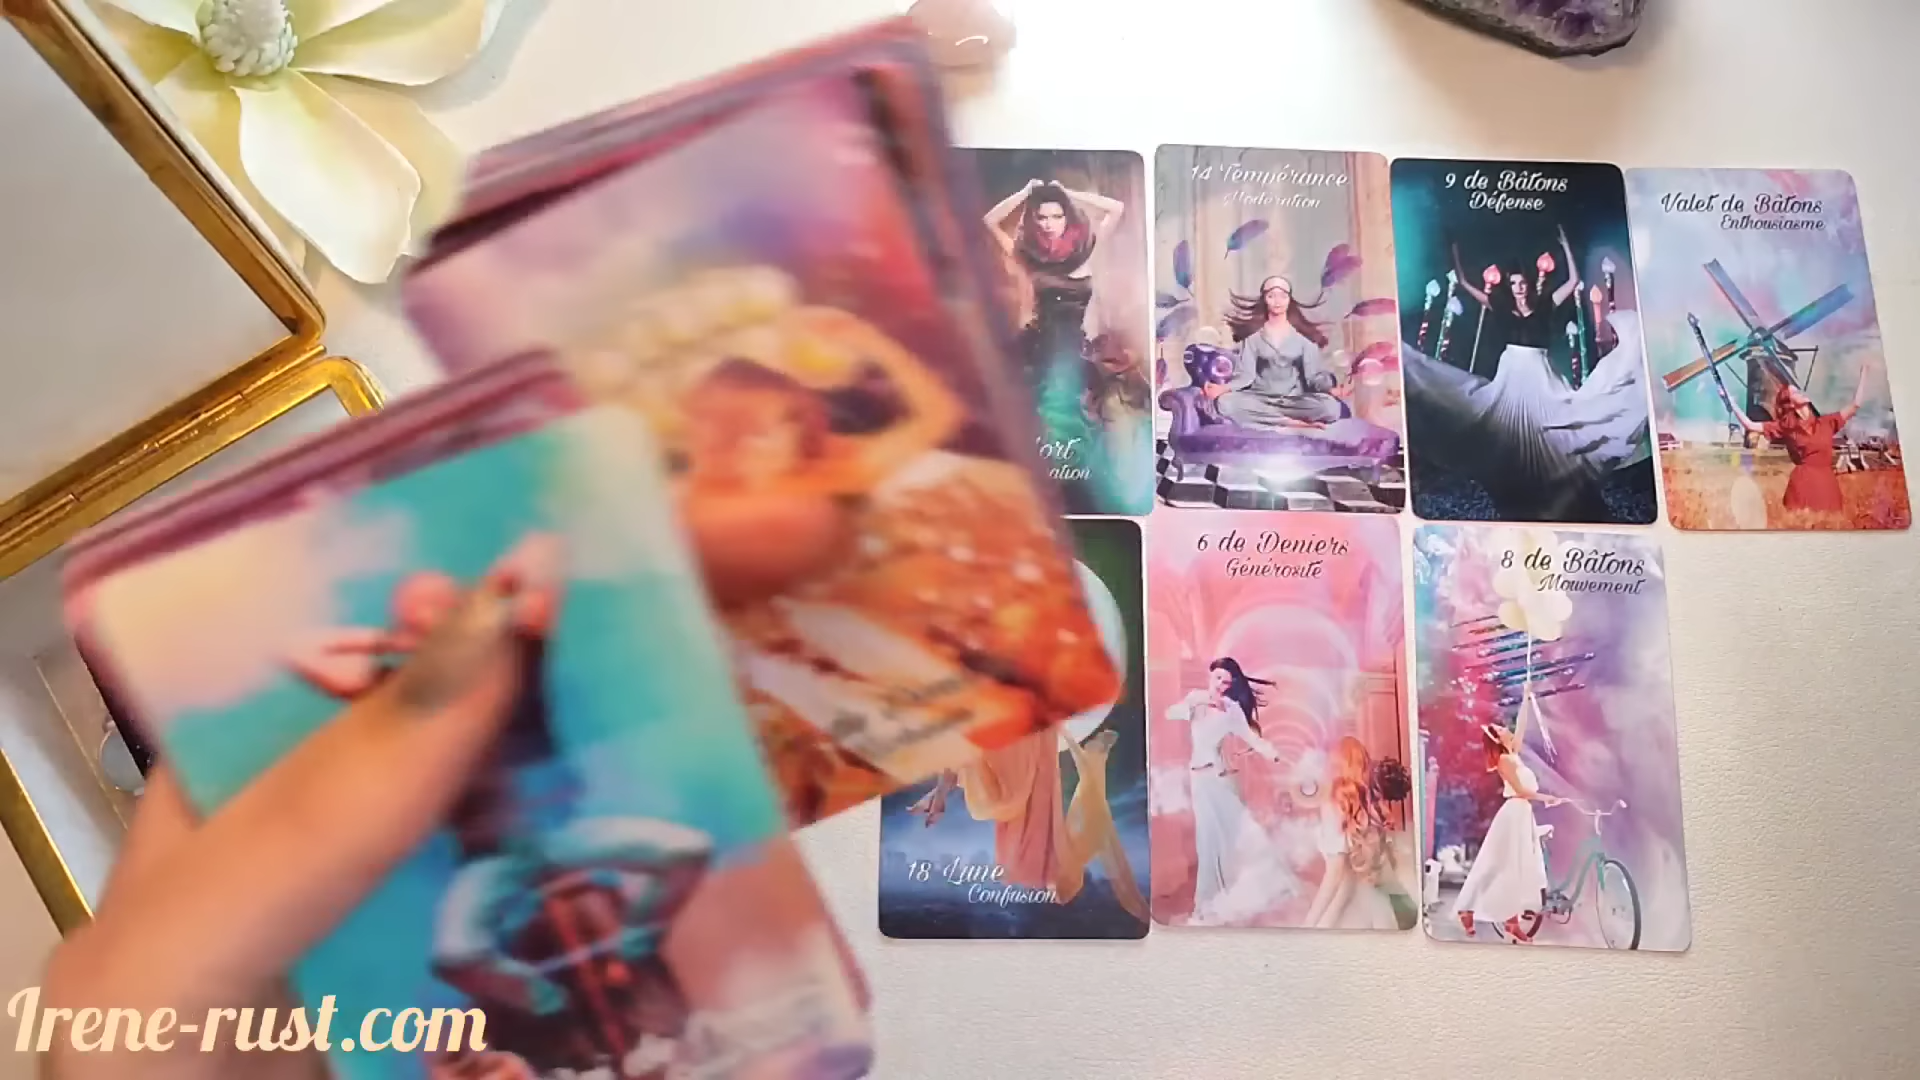 14 Tempérance
Modération
9 de Bâtons
Défense
Valet de Bâtons
Enthousiasme
6 de Deniers
Générosité
8 de Bâtons
Mouvement
18 Lune
Confusion
Irene-rust.com